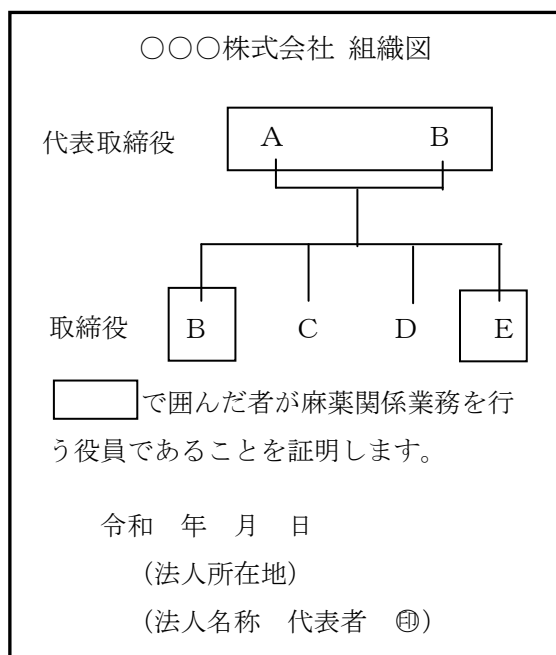 ○○○株式会社 組織図
代表取締役 A B
取締役 B C D E
で囲んだ者が麻薬関係業務を行
う役員であることを証明します。
令和 年 月 日
(法人所在地)
(法人名称 代表者 ㊞)